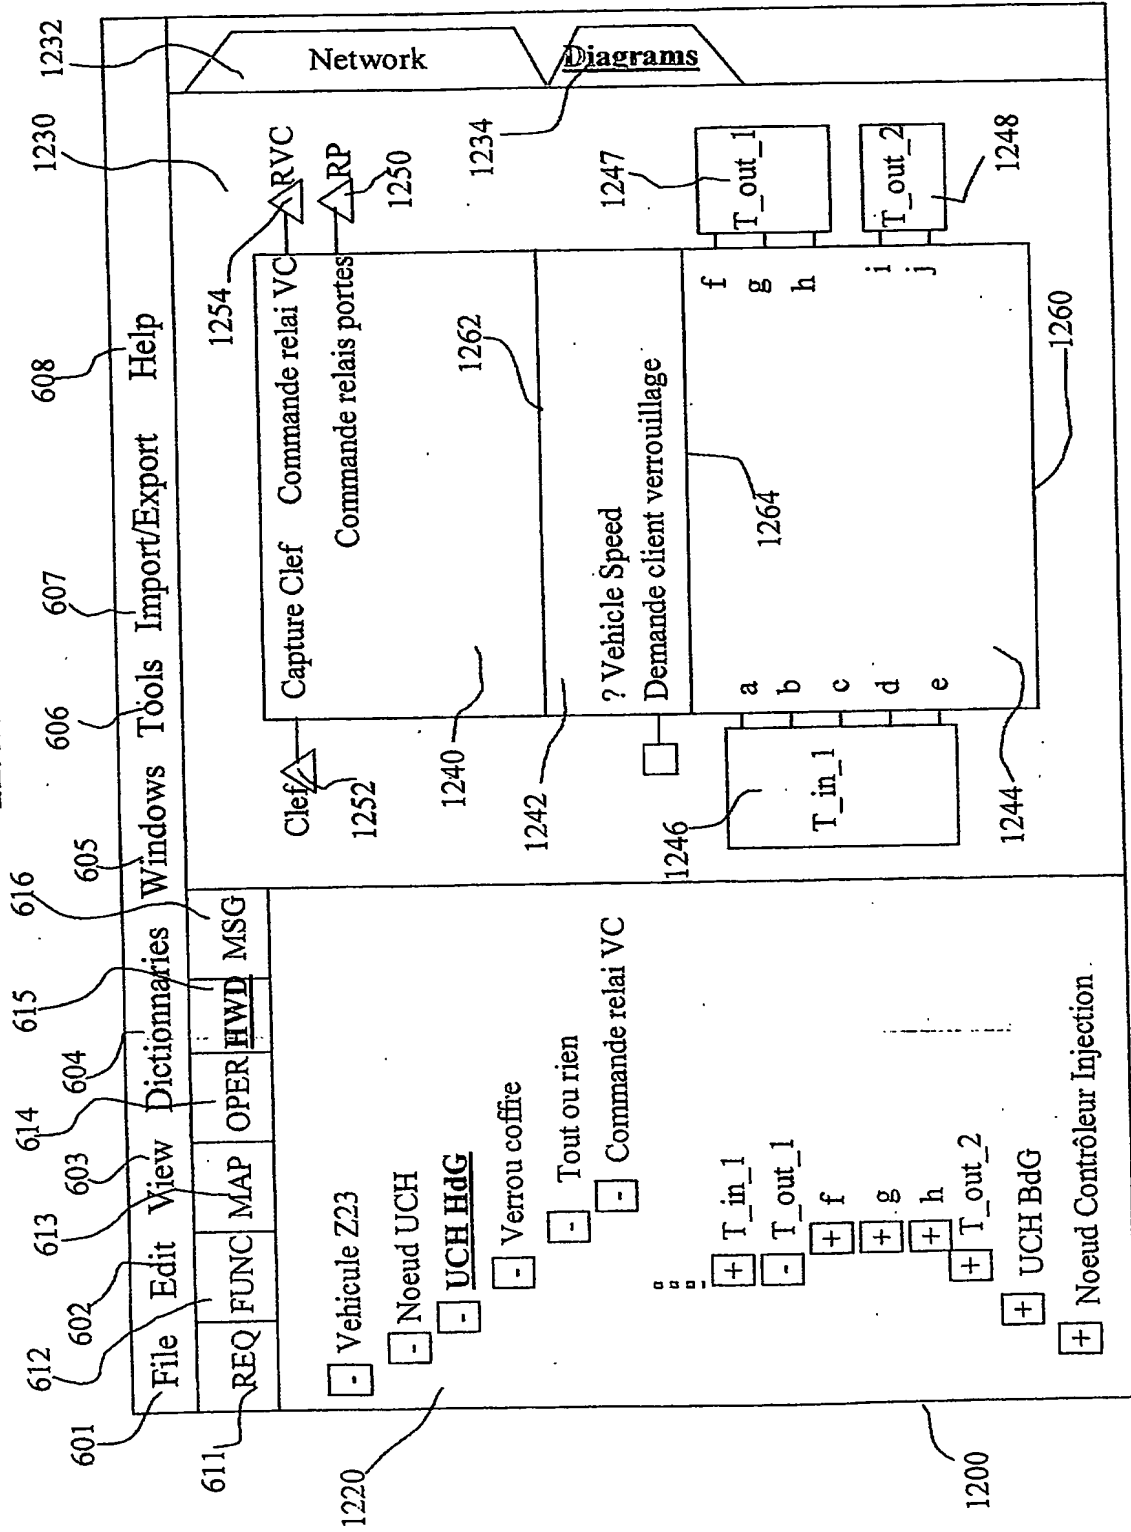 601 602 603 604 605 606 607 608
File Edit View Dictionnaries Windows Tools Import/Export Help
611 612 613 614 615 616
REQ FUNC MAP OPER HWD MSG
1220
- Vehicule Z23
- Noeud UCH
- UCH HdG
- Verrou coffre
- Tout ou rien
- Commande relai VC
+ T_in_1
- T_out_1
+ f
+ g
+ h
+ T_out_2
+ UCH BdG
+ Noeud Contrôleur Injection
1200
1230
1232
Network
1234
Diagrams
Clef
1252
Capture Clef
Commande relai VC
RVC
1254
Commande relais portes
RP
1250
1240
1262
1242
? Vehicle Speed
Demande client verrouillage
1264
1246
T_in_1
a
b
c
d
e
f
g
h
i
j
1247
T_out_1
T_out_2
1248
1244
1260